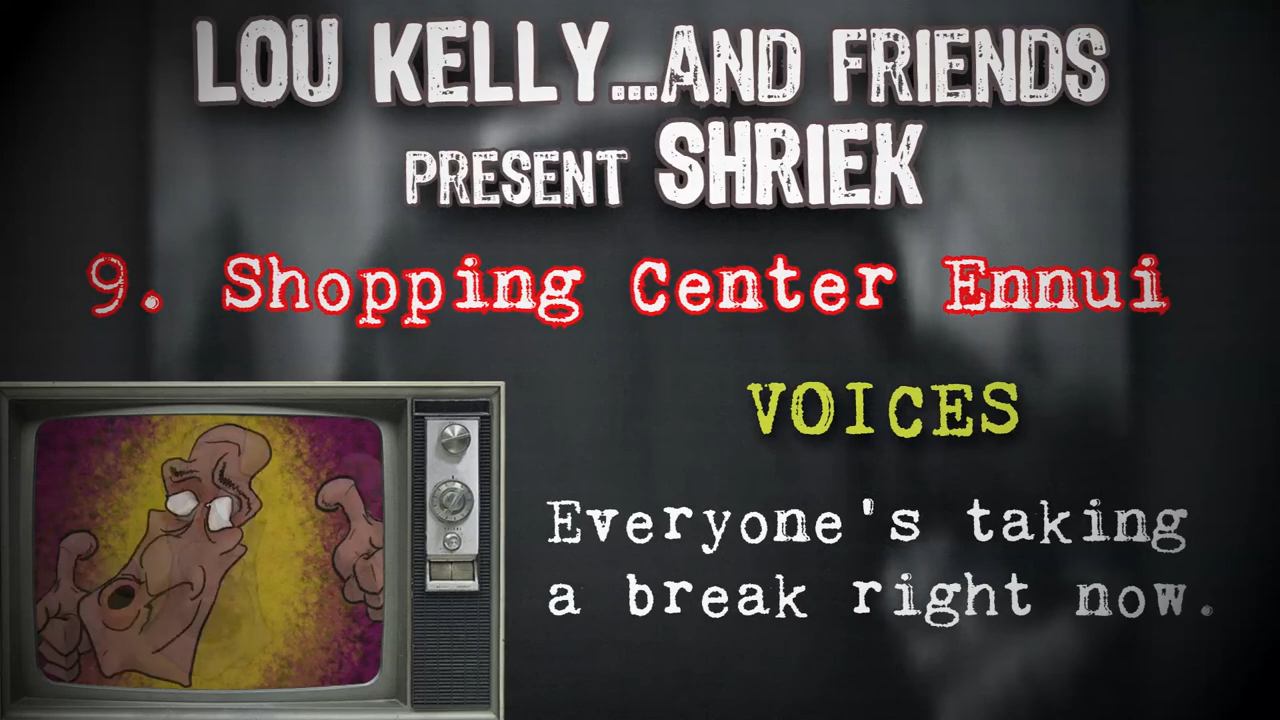 LOU KELLY...AND FRIENDS
PRESENT SHRIEK
9. Shopping Center Ennui
VOICES
Everyone's taking
a break right now.